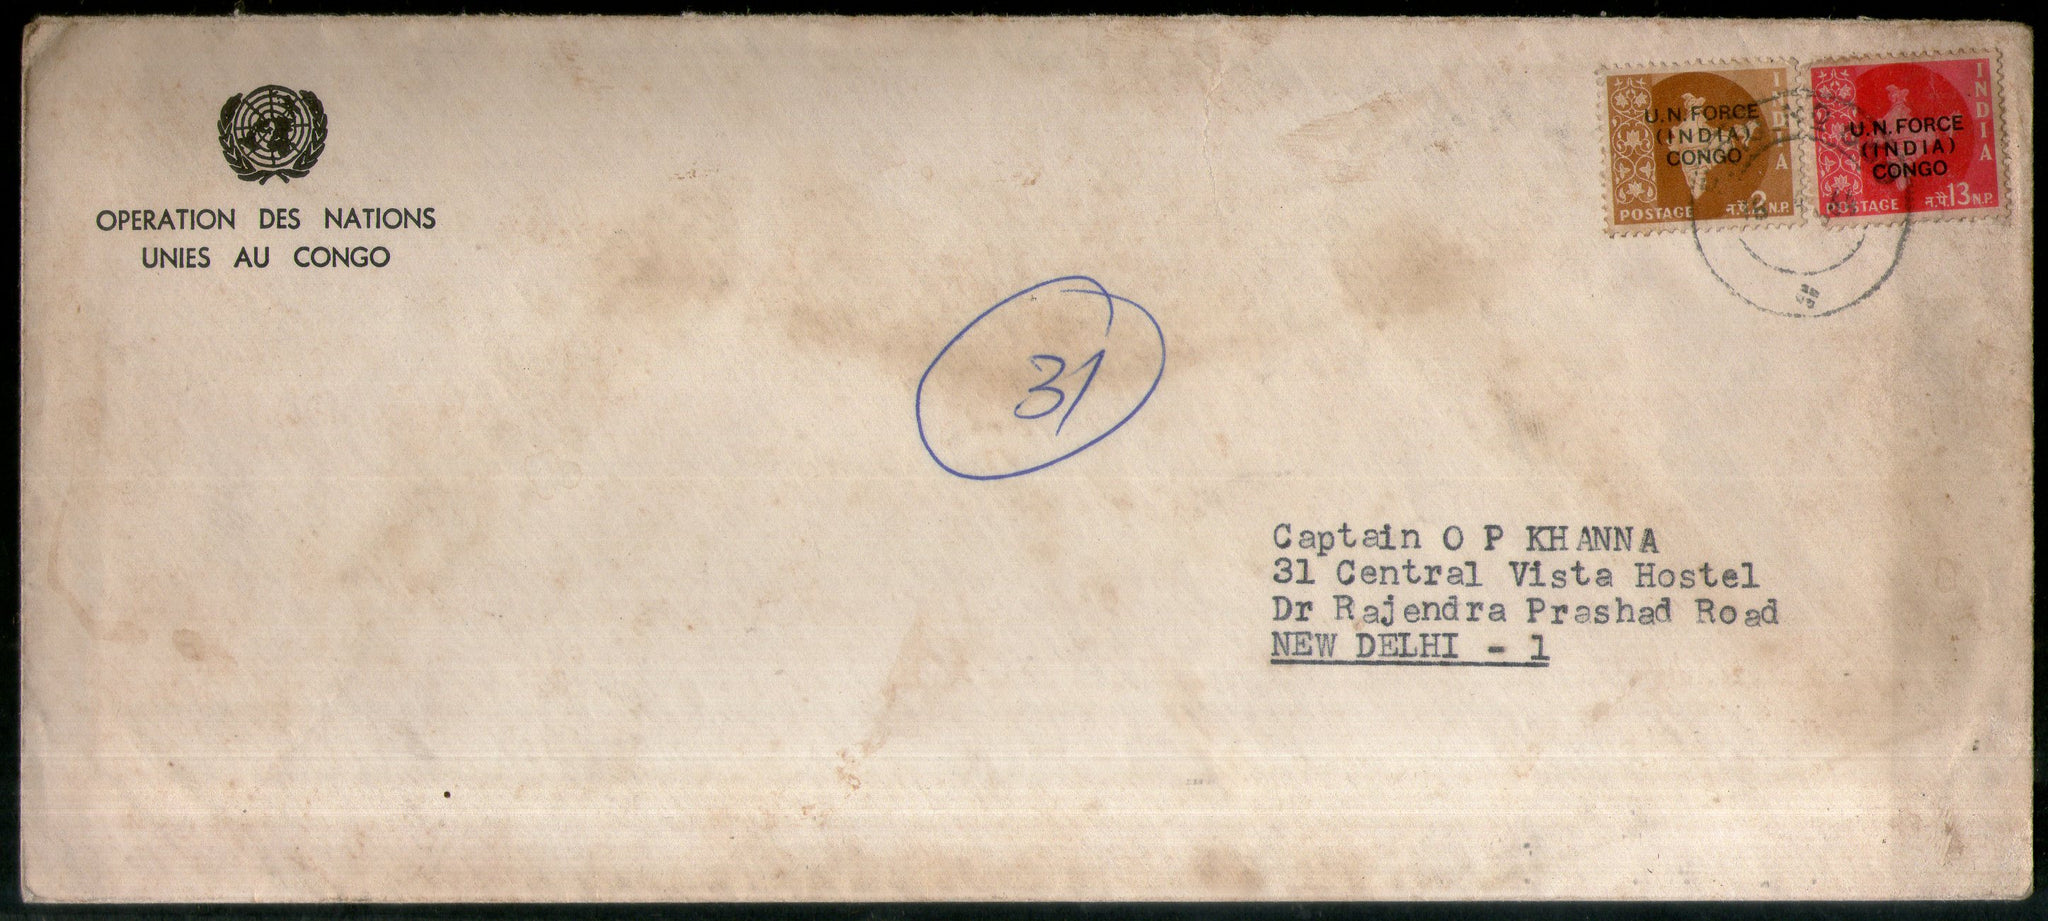 OPERATION DES NATIONS
UNIES AU CONGO
U.N. FORCE
(INDIA)
CONGO
INDIA
POSTAGE न.पै. 2 N.P.
U.N. FORCE
(INDIA)
CONGO
INDIA
POSTAGE न.पै. 13 N.P.
31
Captain O P KHANNA
31 Central Vista Hostel
Dr Rajendra Prashad Road
NEW DELHI - 1